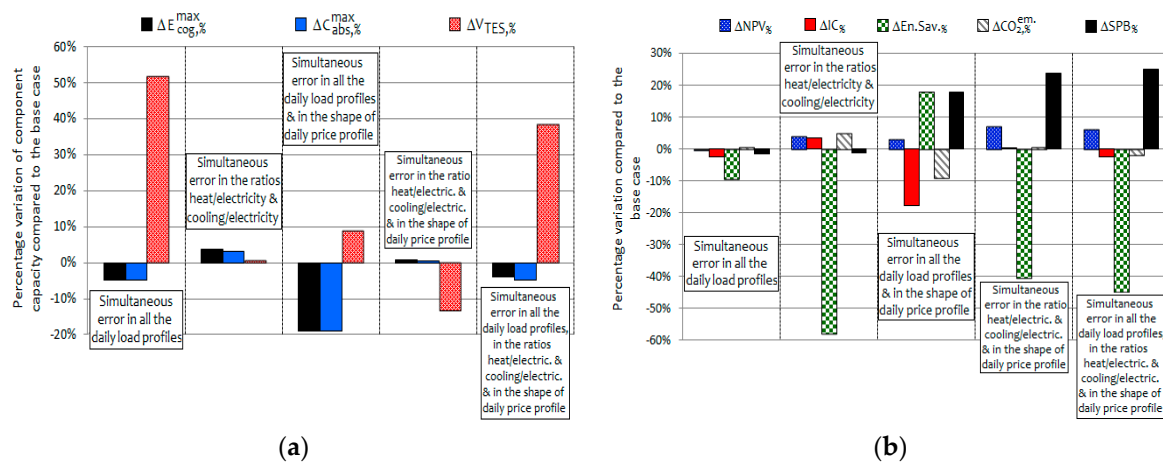 ΔE max cog,%
ΔC max abs,%
ΔV TES,%
Percentage variation of component
capacity compared to the base case
60%
50%
40%
30%
20%
10%
0%
-10%
-20%
Simultaneous
error in all the
daily load profiles
Simultaneous
error in the ratios
heat/electricity &
cooling/electricity
Simultaneous
error in all the
daily load profiles
& in the shape of
daily price profile
Simultaneous
error in the ratio
heat/electric. &
cooling/electric.
& in the shape of
daily price profile
Simultaneous
error in all the
daily load profiles,
in the ratios
heat/electric. &
cooling/electric.
& in the shape of
daily price profile
(a)
ΔNPV%
ΔIC%
ΔEn.Sav.%
ΔCO2,% em.
ΔSPB%
Percentage variation compared to the
base case
30%
20%
10%
0%
-10%
-20%
-30%
-40%
-50%
-60%
Simultaneous
error in all the
daily load profiles
Simultaneous
error in the ratios
heat/electricity &
cooling/electricity
Simultaneous
error in all the
daily load profiles
& in the shape of
daily price profile
Simultaneous
error in the ratio
heat/electric. &
cooling/electric.
& in the shape of
daily price profile
Simultaneous
error in all the
daily load profiles,
in the ratios
heat/electric. &
cooling/electric.
& in the shape of
daily price profile
(b)